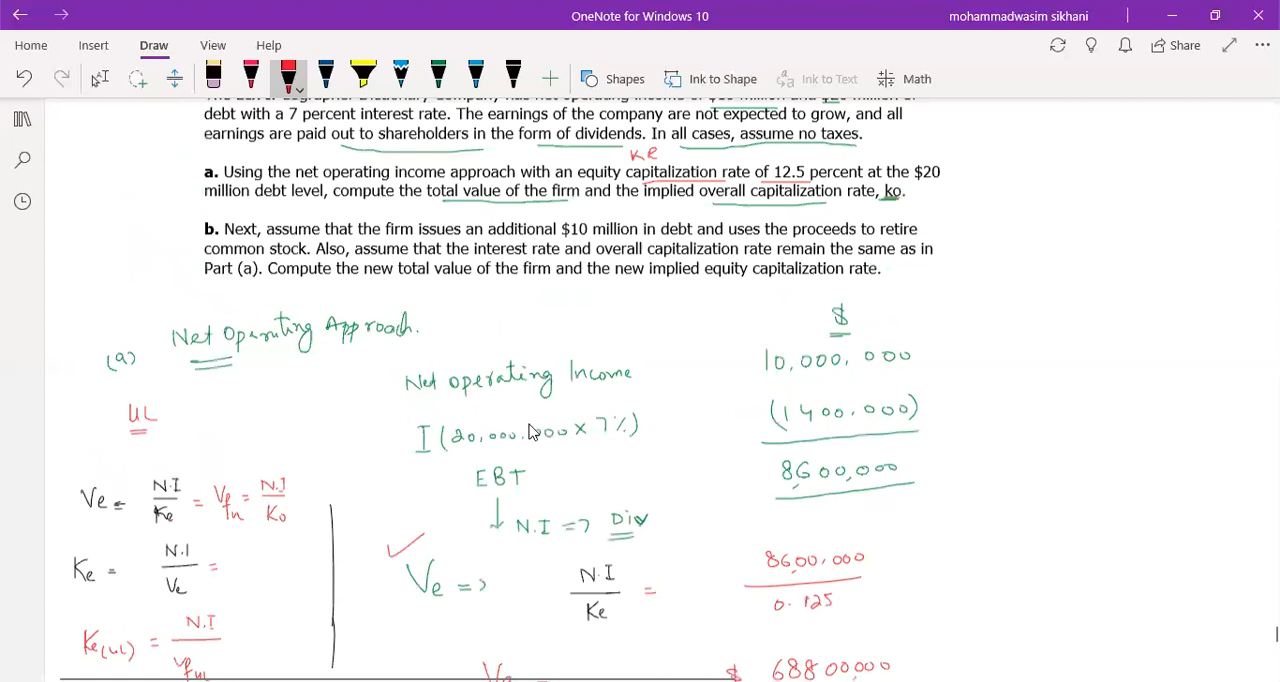 OneNote for Windows 10
mohammadwasim sikhani
Home Insert Draw View Help
Share
Shapes
Ink to Shape
Ink to Text
Math
debt with a 7 percent interest rate. The earnings of the company are not expected to grow, and all
earnings are paid out to shareholders in the form of dividends. In all cases, assume no taxes.
Ke
a. Using the net operating income approach with an equity capitalization rate of 12.5 percent at the $20
million debt level, compute the total value of the firm and the implied overall capitalization rate, ko.
b. Next, assume that the firm issues an additional $10 million in debt and uses the proceeds to retire
common stock. Also, assume that the interest rate and overall capitalization rate remain the same as in
Part (a). Compute the new total value of the firm and the new implied equity capitalization rate.
(a) Net Operating Approach.
$
Net operating Income 10,000,000
UL
I (20,000,000 × 7%) (1400,000)
EBT 8600,000
N.I => Div
Ve = N.I / Ke = Vfin = N.I / Ko
Ke = N.I / Ve =
Ve => N.I / Ke = 8600,000 / 0.125
Ke(UL) = N.I / Vful
Ve $ 68800,000